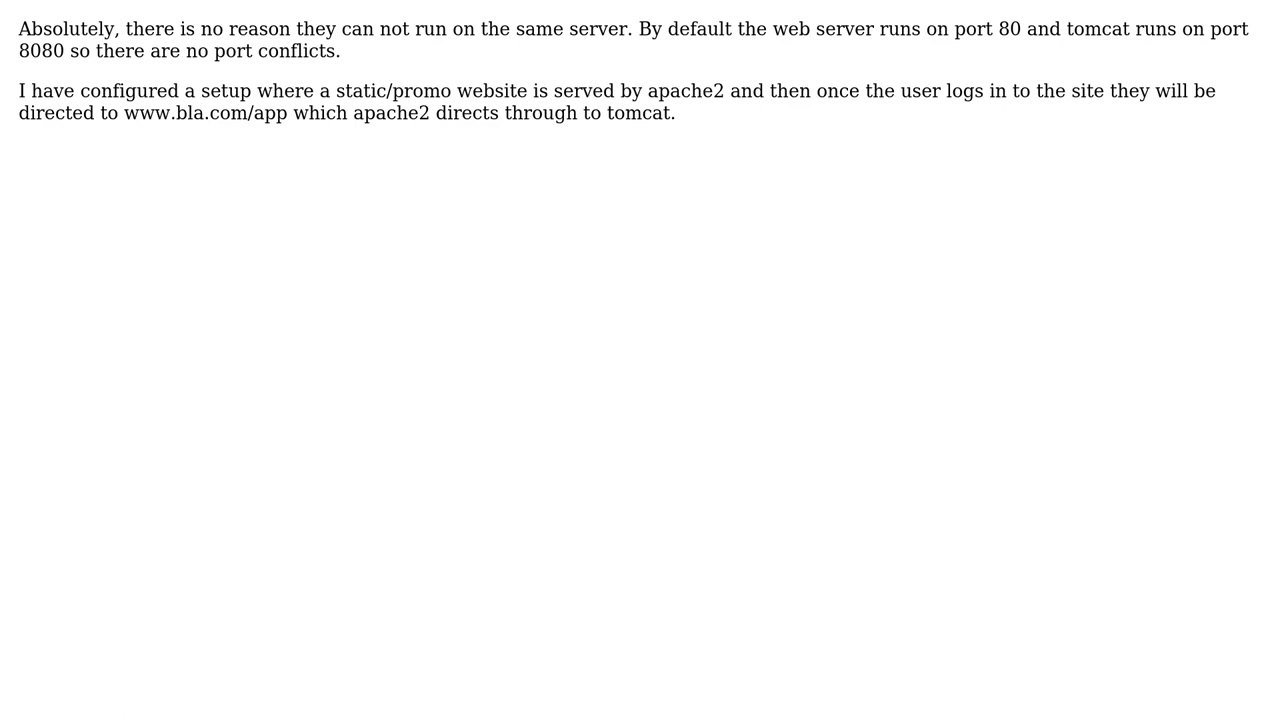 Absolutely, there is no reason they can not run on the same server. By default the web server runs on port 80 and tomcat runs on port
8080 so there are no port conflicts.
I have configured a setup where a static/promo website is served by apache2 and then once the user logs in to the site they will be
directed to www.bla.com/app which apache2 directs through to tomcat.